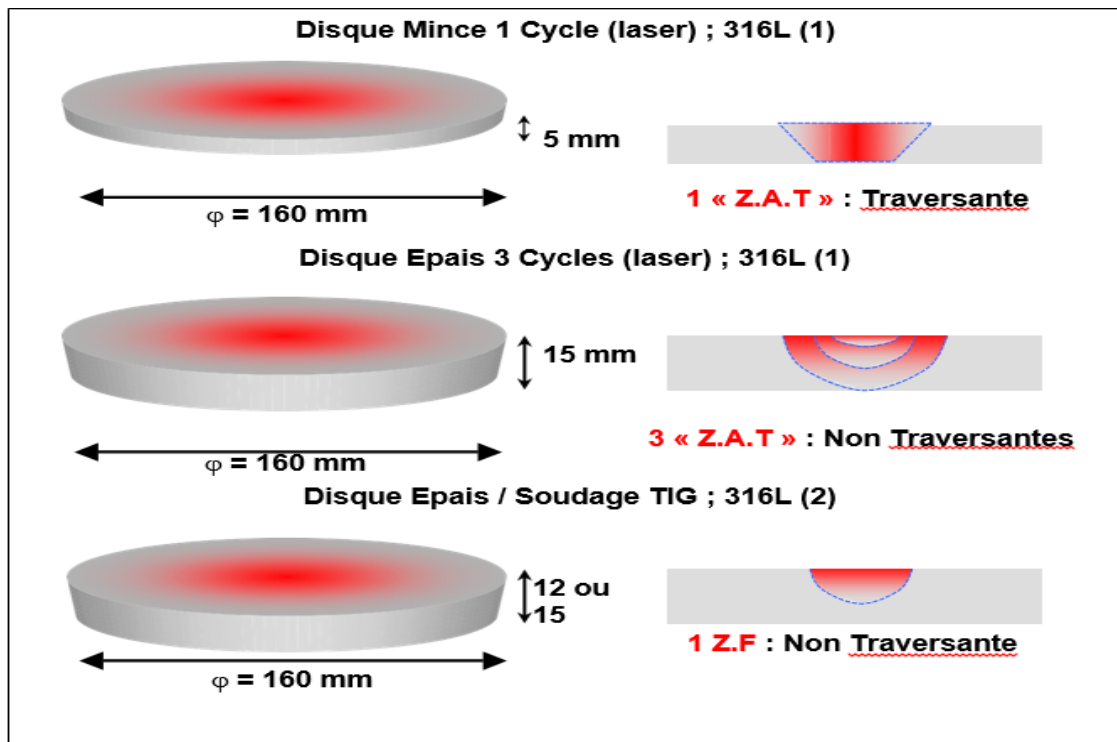 Disque Mince 1 Cycle (laser) ; 316L (1)
5 mm
φ = 160 mm
1 « Z.A.T » : Traversante
Disque Epais 3 Cycles (laser) ; 316L (1)
15 mm
φ = 160 mm
3 « Z.A.T » : Non Traversantes
Disque Epais / Soudage TIG ; 316L (2)
12 ou
15
φ = 160 mm
1 Z.F : Non Traversante